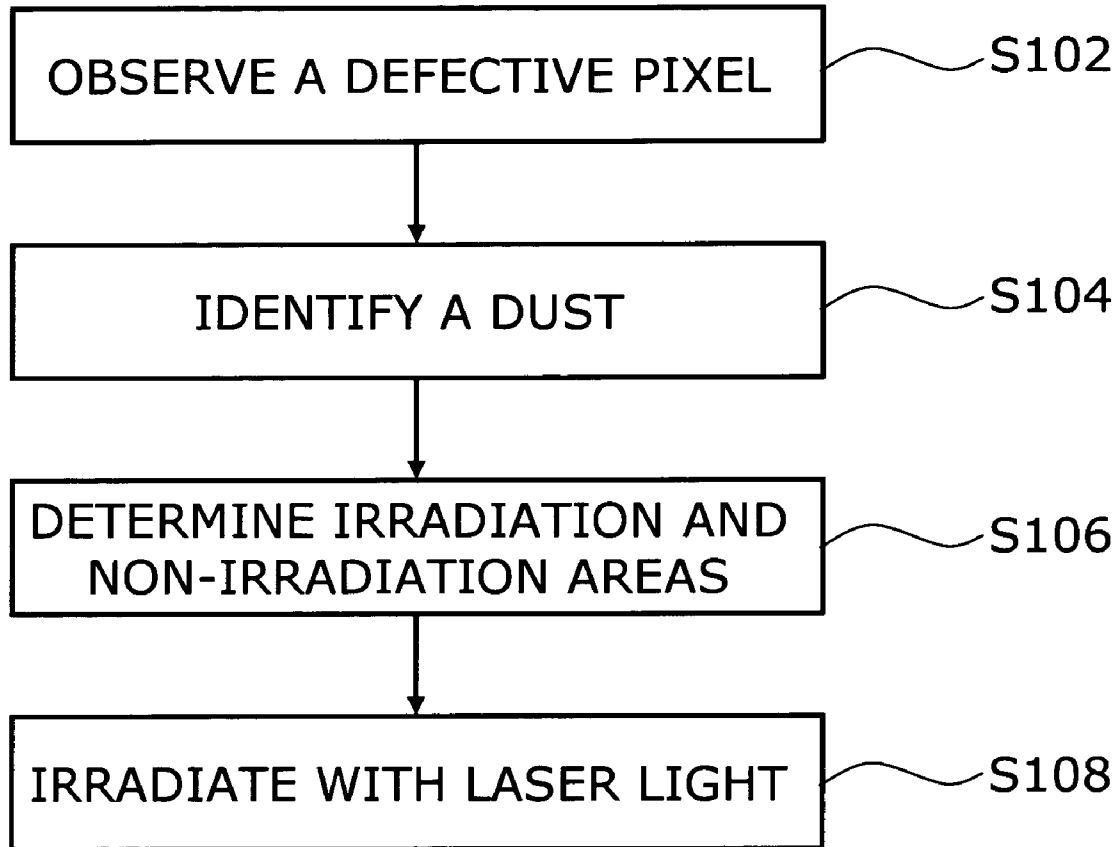 OBSERVE A DEFECTIVE PIXEL
S102
IDENTIFY A DUST
S104
DETERMINE IRRADIATION AND
NON-IRRADIATION AREAS
S106
IRRADIATE WITH LASER LIGHT
S108